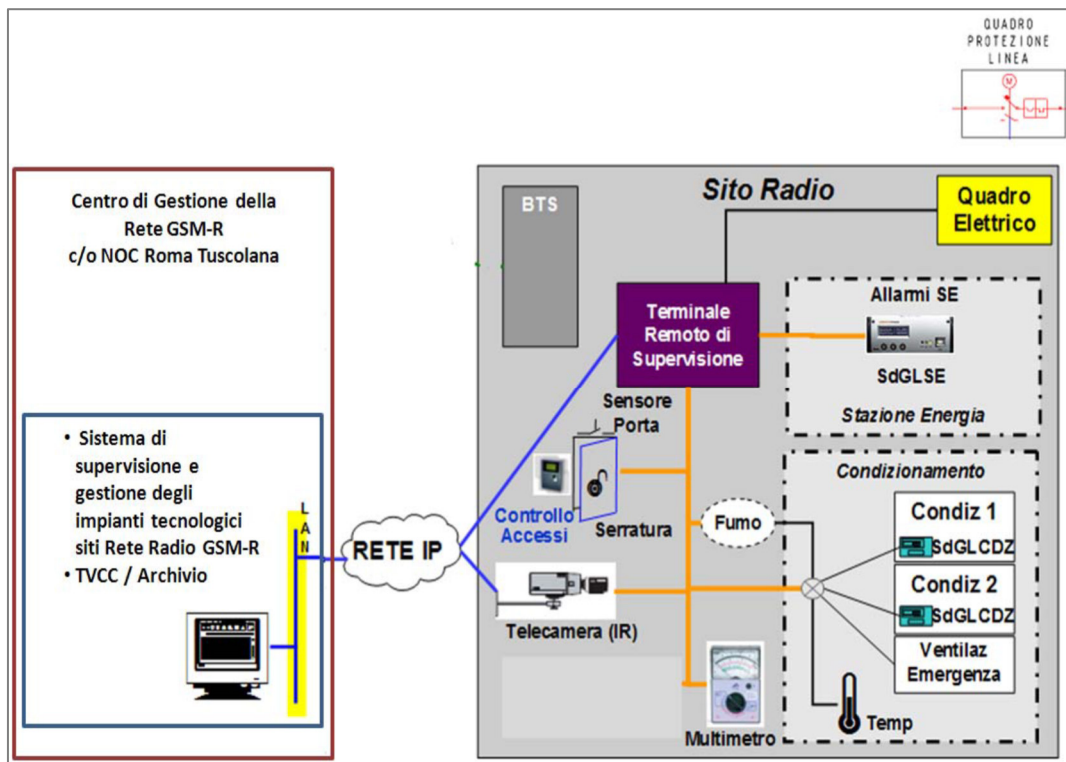 QUADRO
PROTEZIONE
LINEA
M
Centro di Gestione della
Rete GSM-R
c/o NOC Roma Tuscolana
• Sistema di
supervisione e
gestione degli
impianti tecnologici
siti Rete Radio GSM-R
• TVCC / Archivio
LAN
RETE IP
Sito Radio
BTS
Quadro
Elettrico
Terminale
Remoto di
Supervisione
Allarmi SE
SdGLSE
Stazione Energia
Sensore
Porta
Controllo
Accessi
Serratura
Fumo
Telecamera (IR)
Multimetro
Condizionamento
Condiz 1
SdGLCDZ
Condiz 2
SdGLCDZ
Ventilaz
Emergenza
Temp